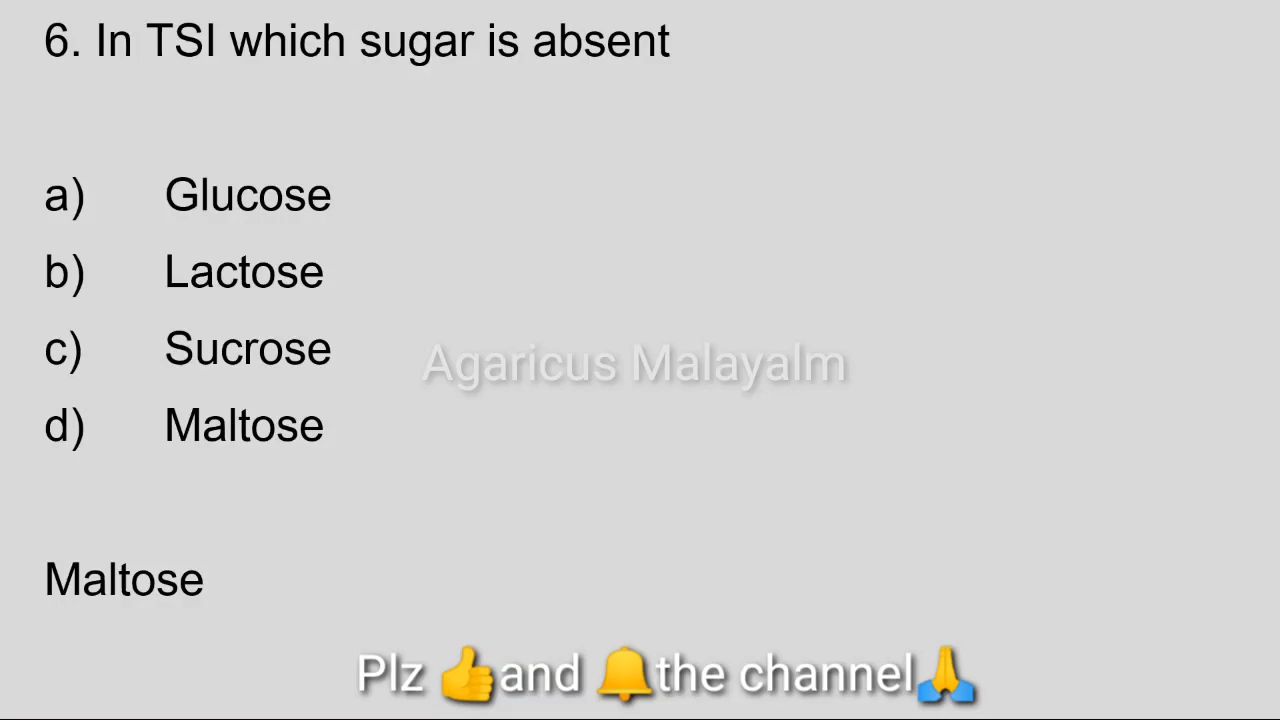 6. In TSI which sugar is absent
a) Glucose
b) Lactose
c) Sucrose
Agaricus Malayalm
d) Maltose
Maltose
Plz 👍and 🔔the channel🙏